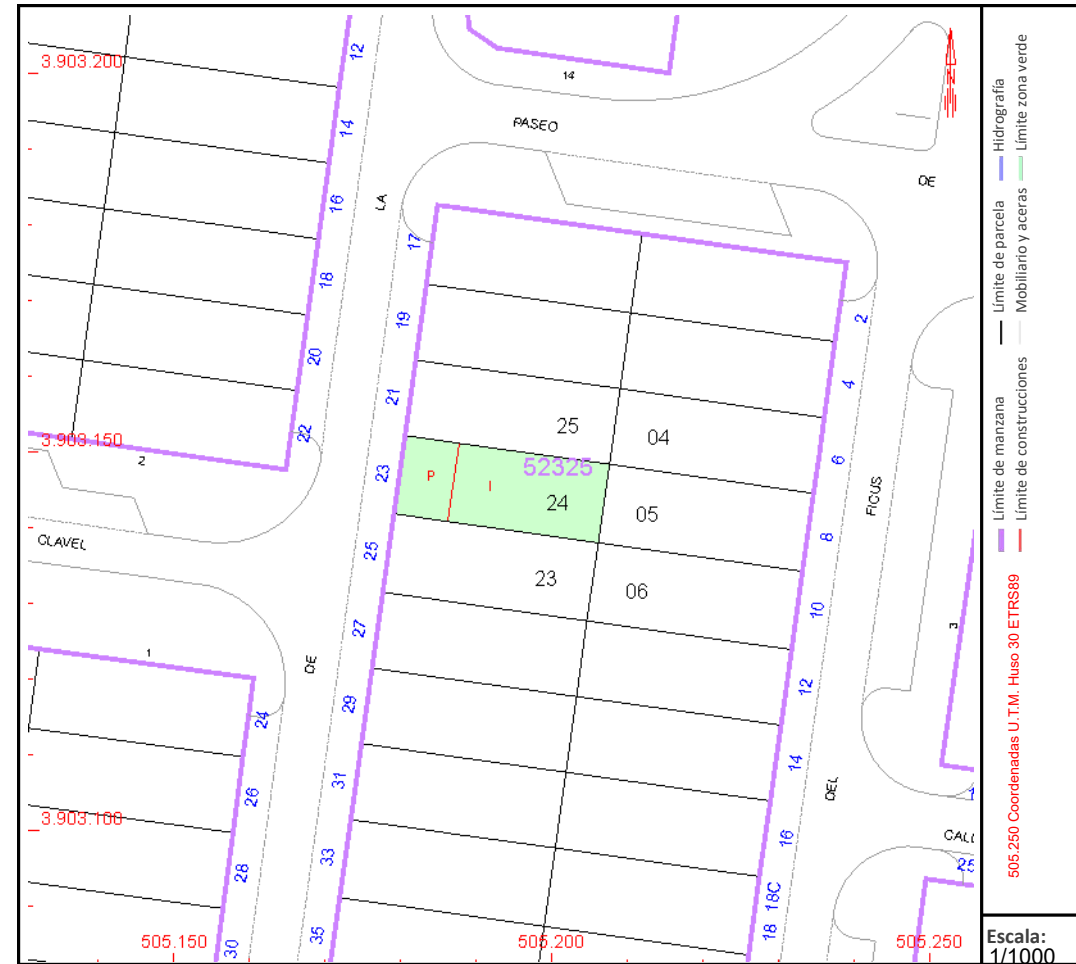 3.903.200
12
14
PASEO
N
14
16
LA
DE
17
18
19
2
20
4
21
25
04
3.903.150
22
2
6
23
P
I
52325
24
05
FICUS
8
CLAVEL
25
23
06
10
27
3
1
DE
12
29
24
14
31
26
DEL
3.903.100
16
CALL
33
28
25
18C
35
30
18
505.150
505.200
505.250
Límite de manzana
Límite de parcela
Hidrografía
Límite de construcciones
Mobiliario y aceras
Límite zona verde
505.250 Coordenadas U.T.M. Huso 30 ETRS89
Escala:
1/1000